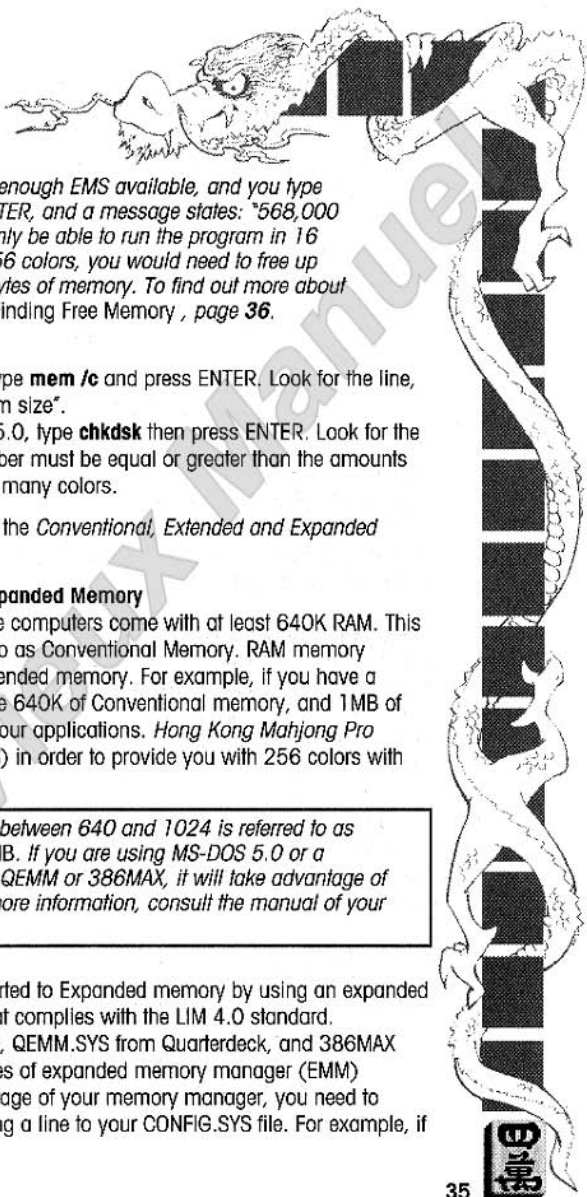 enough EMS available, and you type
TER, and a message states: "568,000
nly be able to run the program in 16
56 colors, you would need to free up
ytes of memory. To find out more about
inding Free Memory , page 36.
ype mem /c and press ENTER. Look for the line,
m size".
5.0, type chkdsk then press ENTER. Look for the
ber must be equal or greater than the amounts
many colors.
the Conventional, Extended and Expanded
panded Memory
e computers come with at least 640K RAM. This
o as Conventional Memory. RAM memory
ended memory. For example, if you have a
e 640K of Conventional memory, and 1MB of
our applications. Hong Kong Mahjong Pro
) in order to provide you with 256 colors with
between 640 and 1024 is referred to as
MB. If you are using MS-DOS 5.0 or a
QEMM or 386MAX, it will take advantage of
more information, consult the manual of your
rted to Expanded memory by using an expanded
at complies with the LIM 4.0 standard.
, QEMM.SYS from Quarterdeck, and 386MAX
es of expanded memory manager (EMM)
age of your memory manager, you need to
ng a line to your CONFIG.SYS file. For example, if
35
四萬
Vieux Manuel